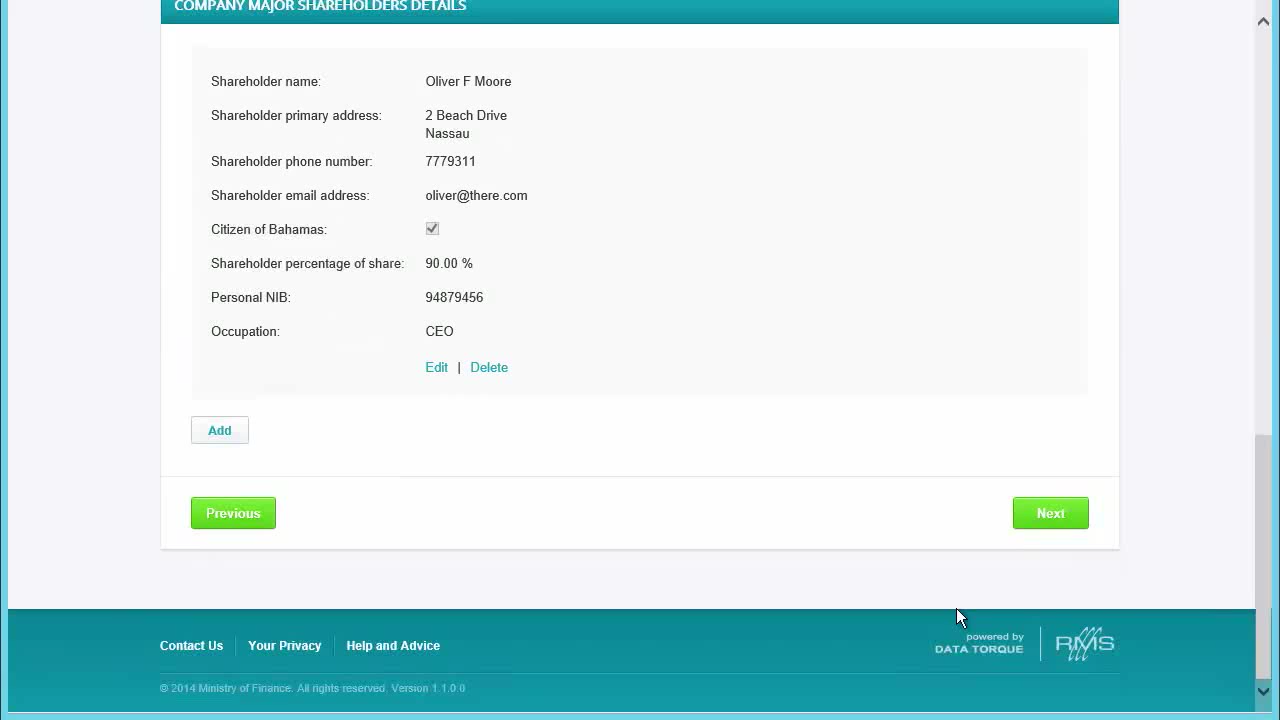 COMPANY MAJOR SHAREHOLDERS DETAILS
Shareholder name: Oliver F Moore
Shareholder primary address: 2 Beach Drive
Nassau
Shareholder phone number: 7779311
Shareholder email address: oliver@there.com
Citizen of Bahamas:
Shareholder percentage of share: 90.00 %
Personal NIB: 94879456
Occupation: CEO
Edit | Delete
Add
Previous Next
Contact Us Your Privacy Help and Advice
powered by
DATA TORQUE
RMS
© 2014 Ministry of Finance. All rights reserved. Version 1.1.0.0